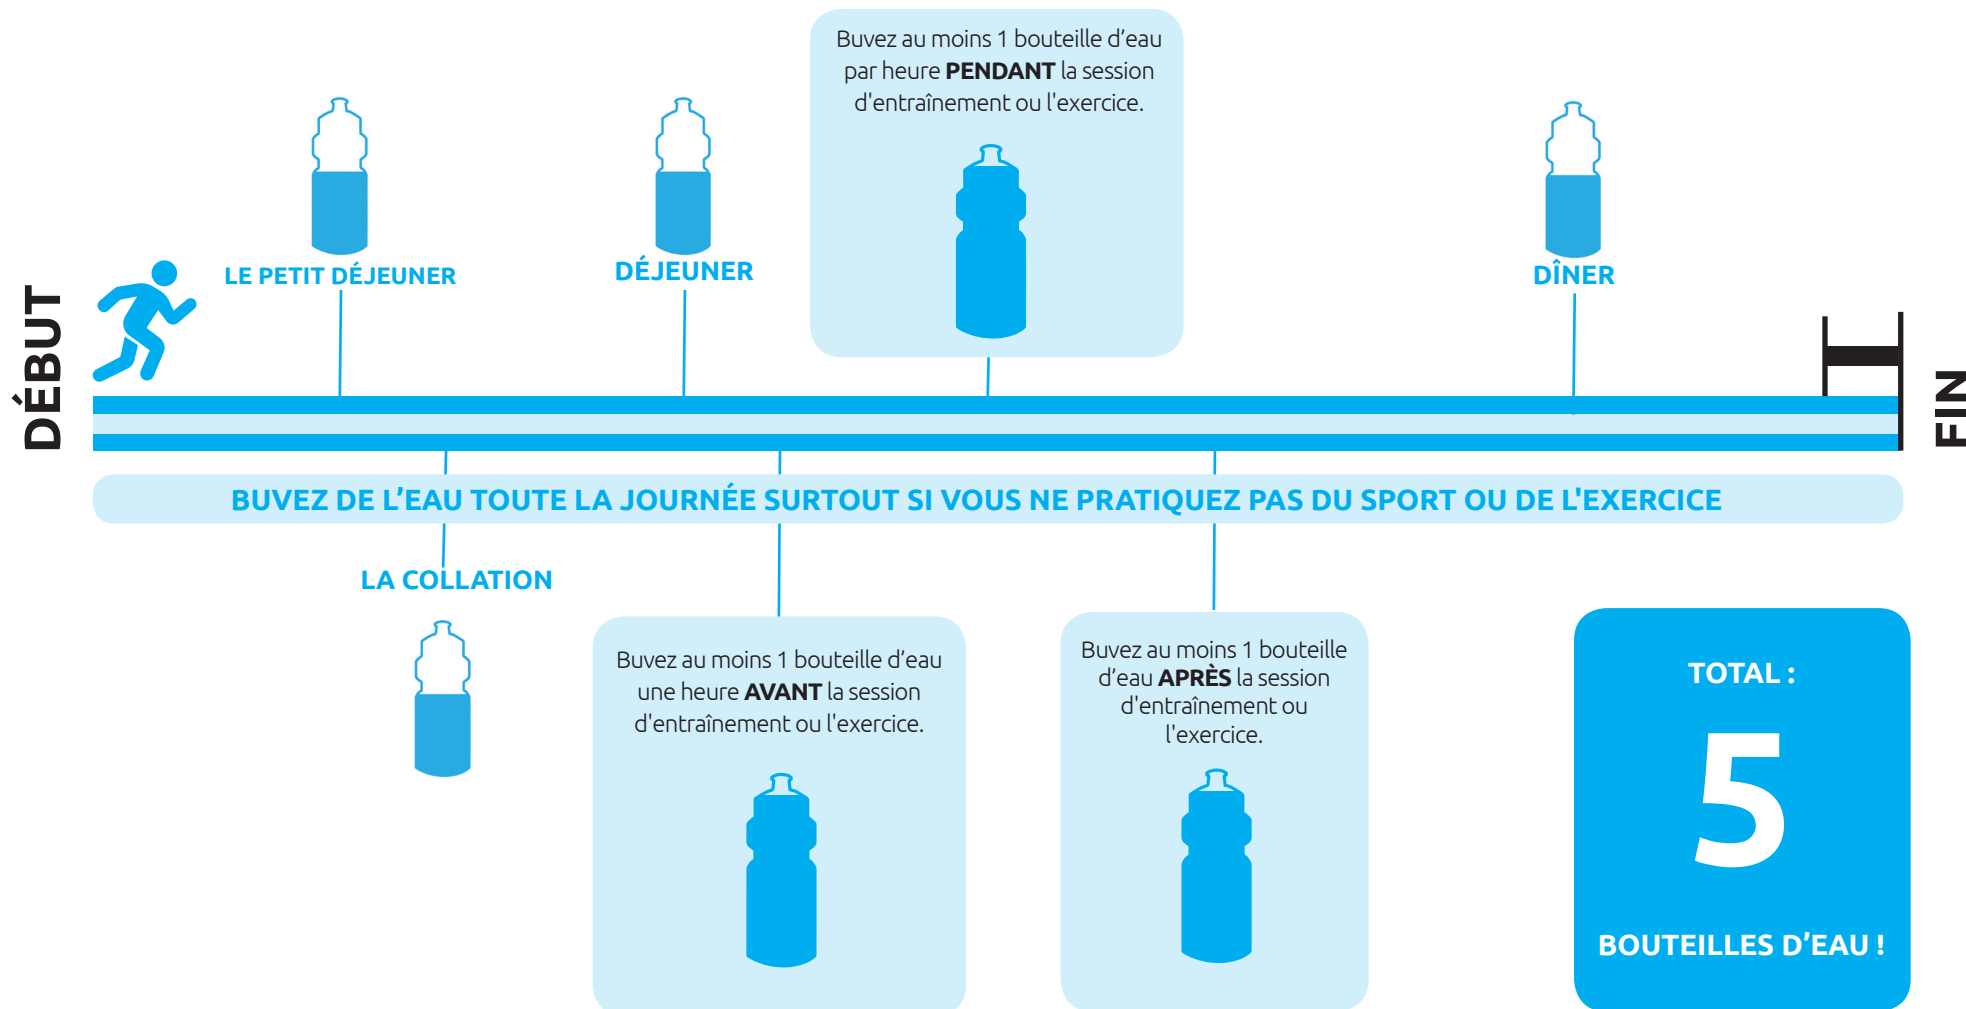 Buvez au moins 1 bouteille d’eau
par heure PENDANT la session
d'entraînement ou l'exercice.
LE PETIT DÉJEUNER
DÉJEUNER
DÎNER
DÉBUT
FIN
BUVEZ DE L’EAU TOUTE LA JOURNÉE SURTOUT SI VOUS NE PRATIQUEZ PAS DU SPORT OU DE L'EXERCICE
LA COLLATION
Buvez au moins 1 bouteille d’eau
une heure AVANT la session
d'entraînement ou l'exercice.
Buvez au moins 1 bouteille
d’eau APRÈS la session
d'entraînement ou
l'exercice.
TOTAL :
5
BOUTEILLES D’EAU !